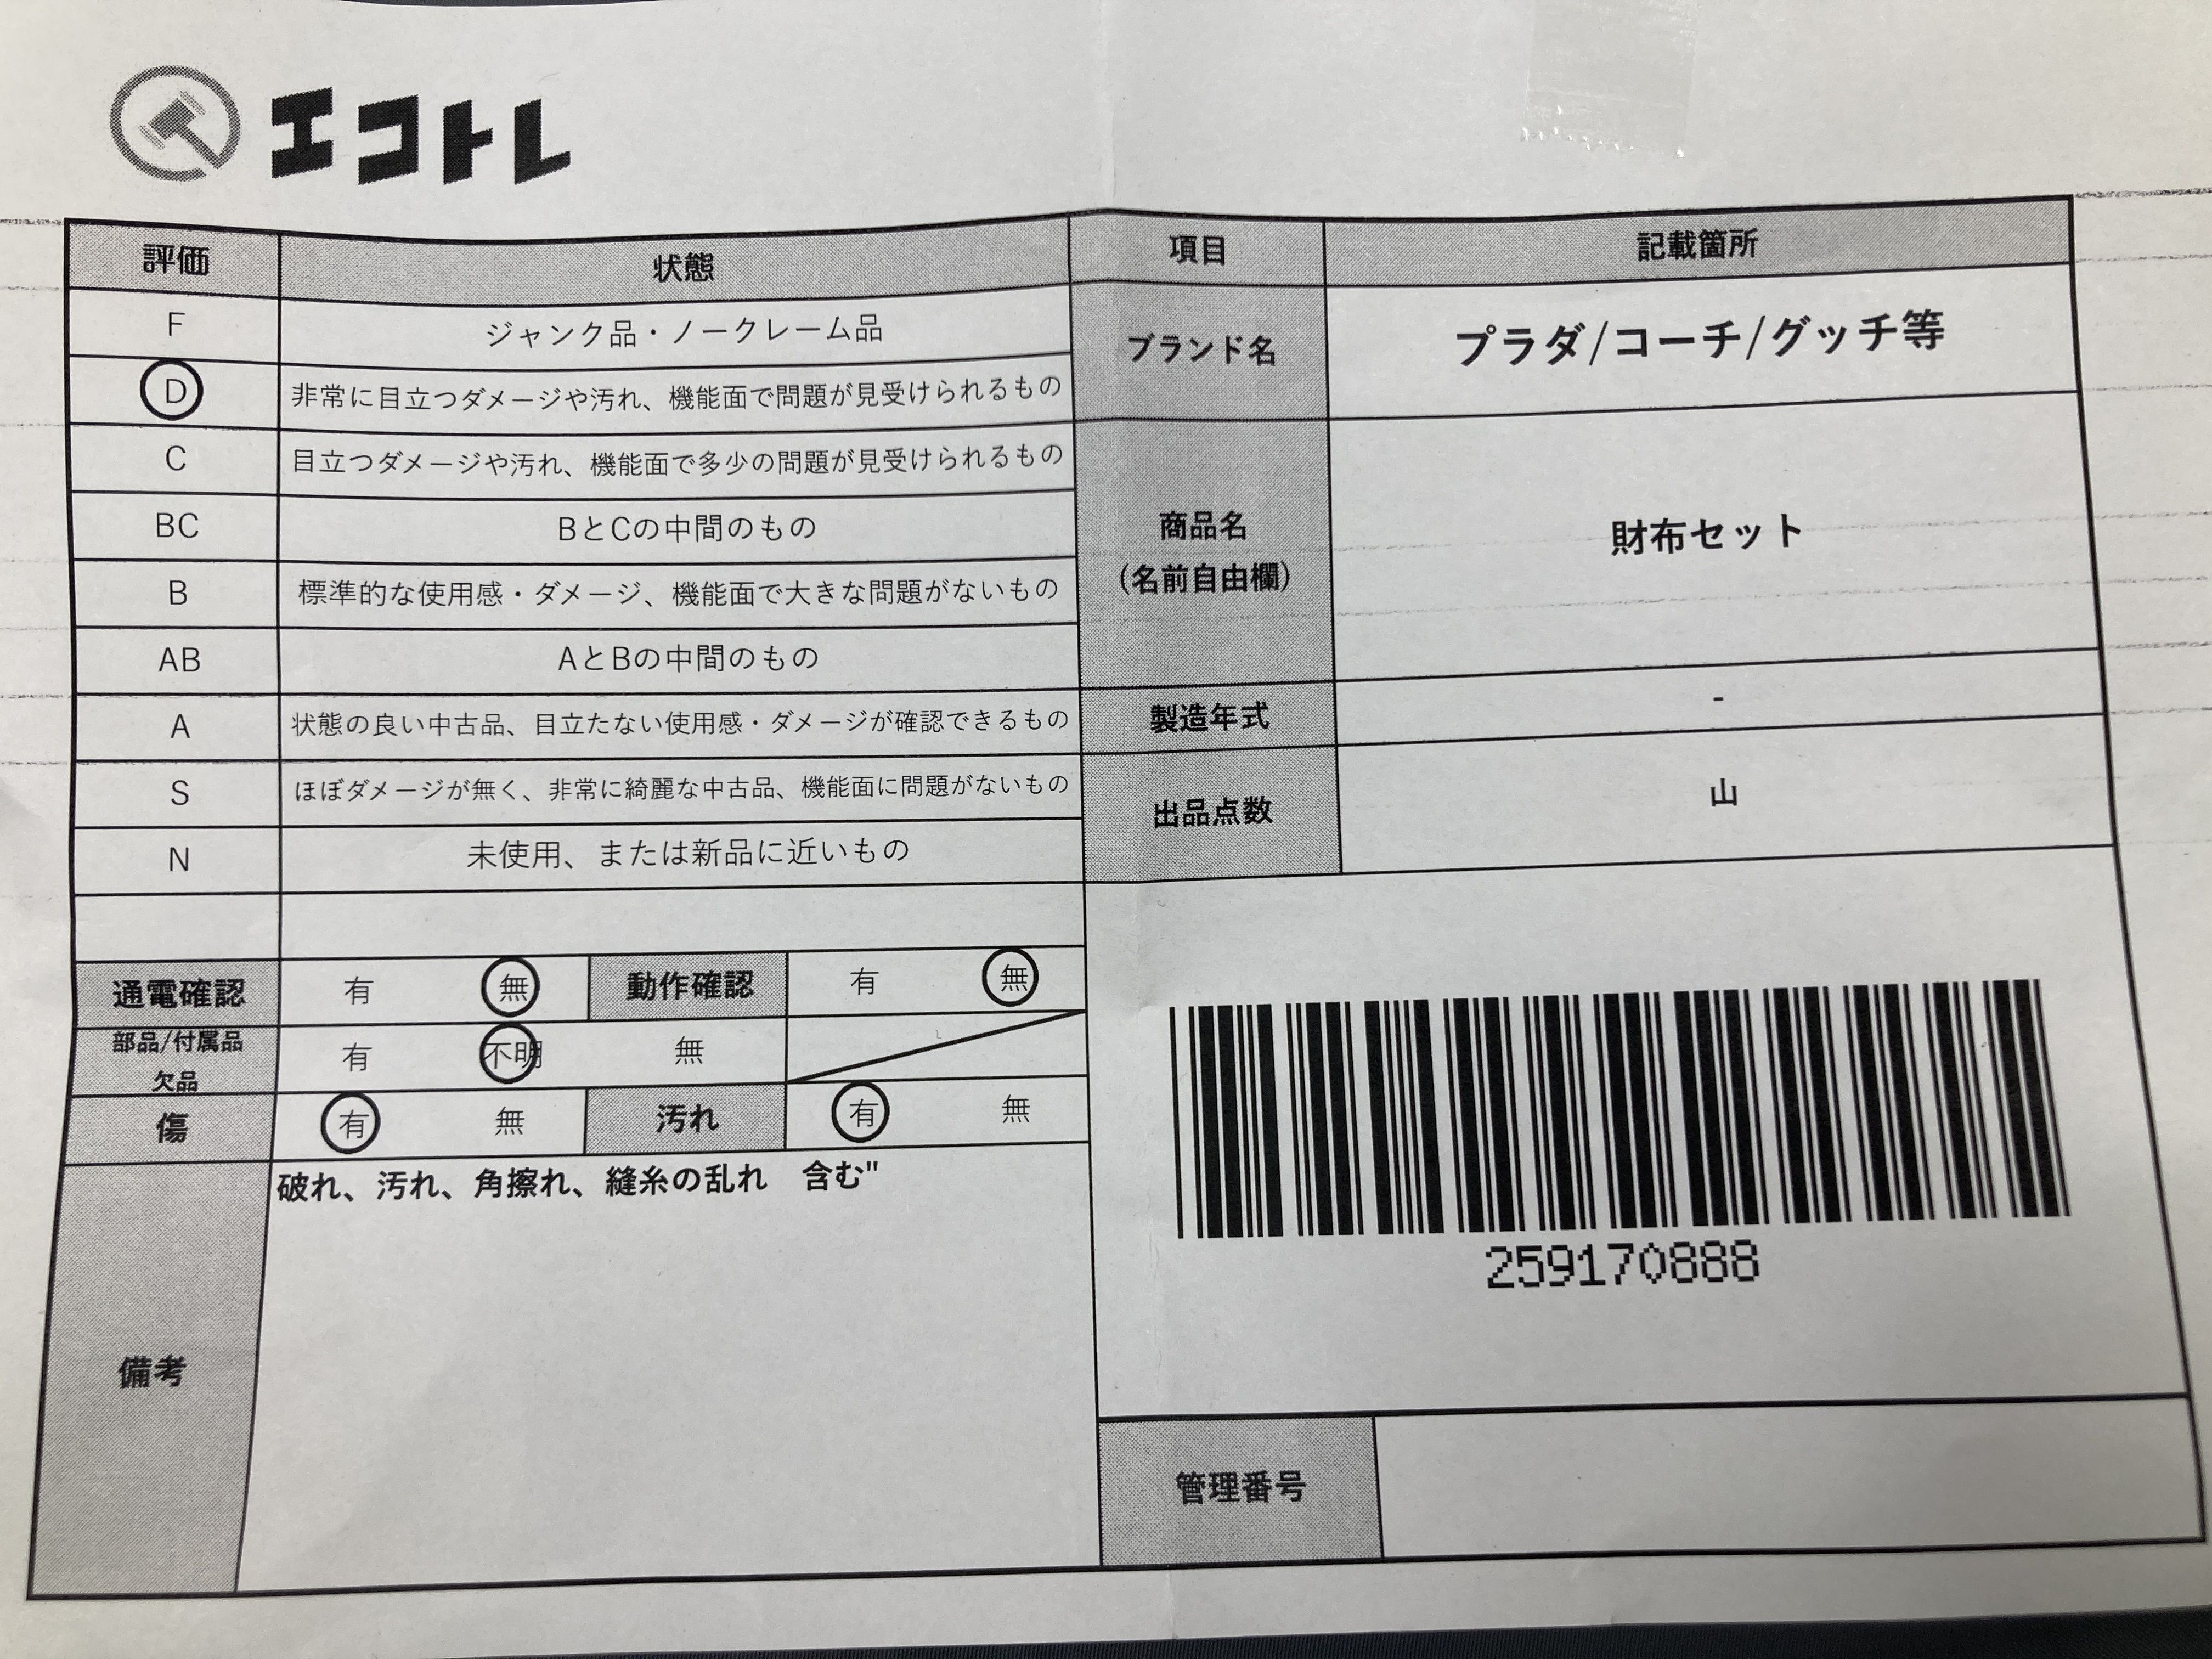 エコトレ
評価 状態
F ジャンク品・ノークレーム品
D 非常に目立つダメージや汚れ、機能面で問題が見受けられるもの
C 目立つダメージや汚れ、機能面で多少の問題が見受けられるもの
BC BとCの中間のもの
B 標準的な使用感・ダメージ、機能面で大きな問題がないもの
AB AとBの中間のもの
A 状態の良い中古品、目立たない使用感・ダメージが確認できるもの
S ほぼダメージが無く、非常に綺麗な中古品、機能面に問題がないもの
N 未使用、または新品に近いもの
通電確認 有 無 動作確認 有 無
部品/付属品
欠品 有 不明 無
傷 有 無 汚れ 有 無
備考 破れ、汚れ、角擦れ、縫糸の乱れ　含む"
項目 記載箇所
ブランド名 プラダ/コーチ/グッチ等
商品名
(名前自由欄) 財布セット
製造年式 -
出品点数 山
259170888
管理番号